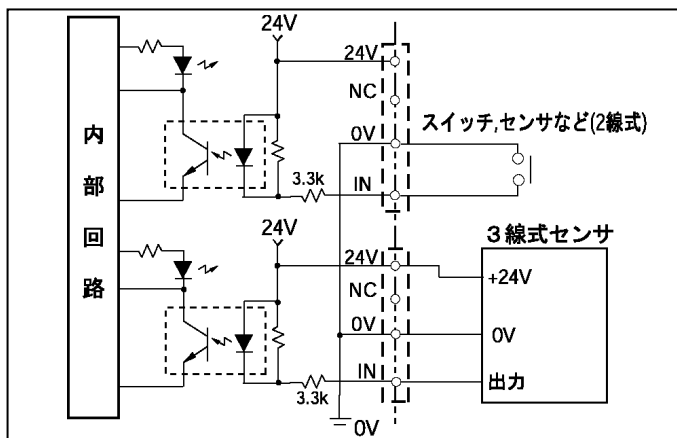 内部回路
24V
24V
NC
0V
IN
3.3k
スイッチ,センサなど(2線式)
24V
24V
NC
0V
IN
3.3k
0V
3線式センサ
+24V
0V
出力